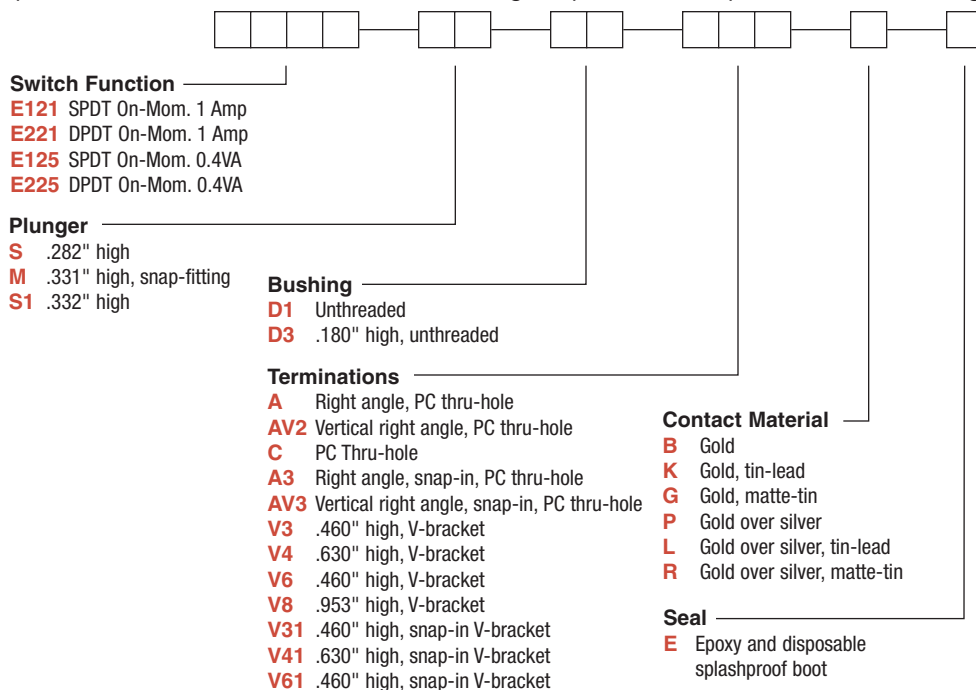 Switch Function
E121 SPDT On-Mom. 1 Amp
E221 DPDT On-Mom. 1 Amp
E125 SPDT On-Mom. 0.4VA
E225 DPDT On-Mom. 0.4VA
Plunger
S .282" high
M .331" high, snap-fitting
S1 .332" high
Bushing
D1 Unthreaded
D3 .180" high, unthreaded
Terminations
A Right angle, PC thru-hole
AV2 Vertical right angle, PC thru-hole
C PC Thru-hole
A3 Right angle, snap-in, PC thru-hole
AV3 Vertical right angle, snap-in, PC thru-hole
V3 .460" high, V-bracket
V4 .630" high, V-bracket
V6 .460" high, V-bracket
V8 .953" high, V-bracket
V31 .460" high, snap-in V-bracket
V41 .630" high, snap-in V-bracket
V61 .460" high, snap-in V-bracket
Contact Material
B Gold
K Gold, tin-lead
G Gold, matte-tin
P Gold over silver
L Gold over silver, tin-lead
R Gold over silver, matte-tin
Seal
E Epoxy and disposable
splashproof boot